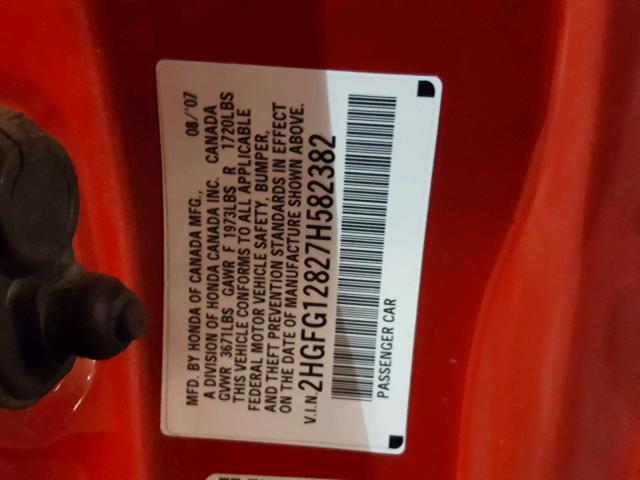 MFD. BY HONDA OF CANADA MFG., 08/'07
A DIVISION OF HONDA CANADA INC. CANADA
GVWR 3671LBS GAWR F 1973LBS R 1720LBS
THIS VEHICLE CONFORMS TO ALL APPLICABLE
FEDERAL MOTOR VEHICLE SAFETY, BUMPER,
AND THEFT PREVENTION STANDARDS IN EFFECT
ON THE DATE OF MANUFACTURE SHOWN ABOVE.
V.I.N. 2HGFG12827H582382
PASSENGER CAR